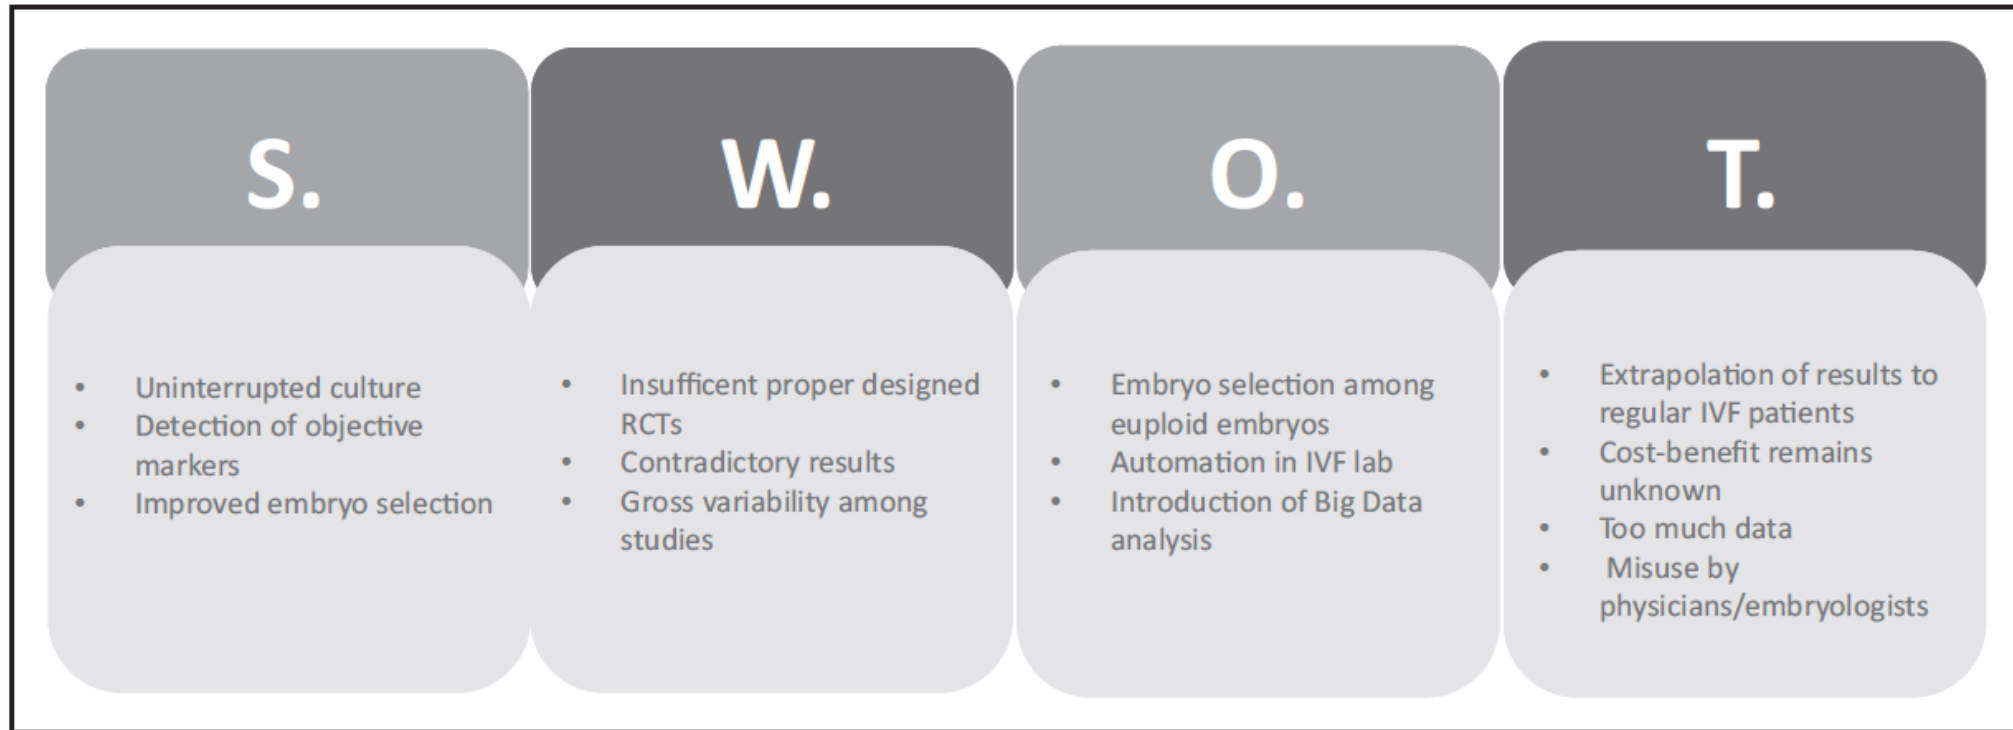 S.
• Uninterrupted culture
• Detection of objective
markers
• Improved embryo selection
W.
• Insufficent proper designed
RCTs
• Contradictory results
• Gross variability among
studies
O.
• Embryo selection among
euploid embryos
• Automation in IVF lab
• Introduction of Big Data
analysis
T.
• Extrapolation of results to
regular IVF patients
• Cost-benefit remains
unknown
• Too much data
• Misuse by
physicians/embryologists